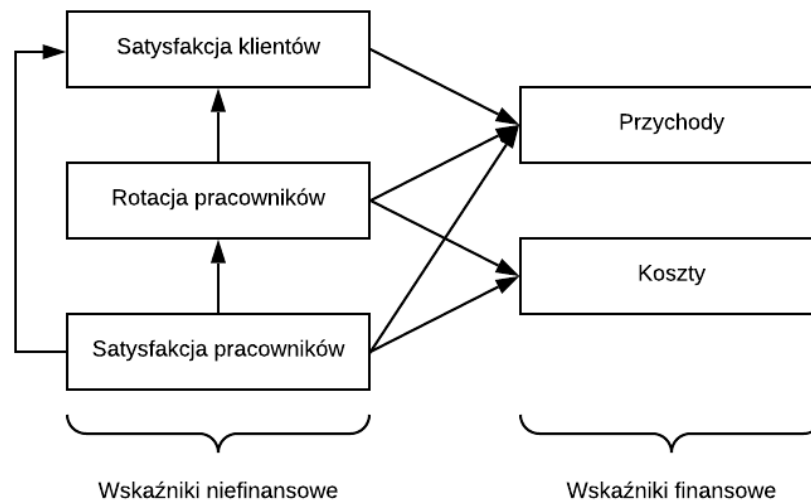 Satysfakcja klientów
Przychody
Rotacja pracowników
Koszty
Satysfakcja pracowników
Wskaźniki niefinansowe
Wskaźniki finansowe